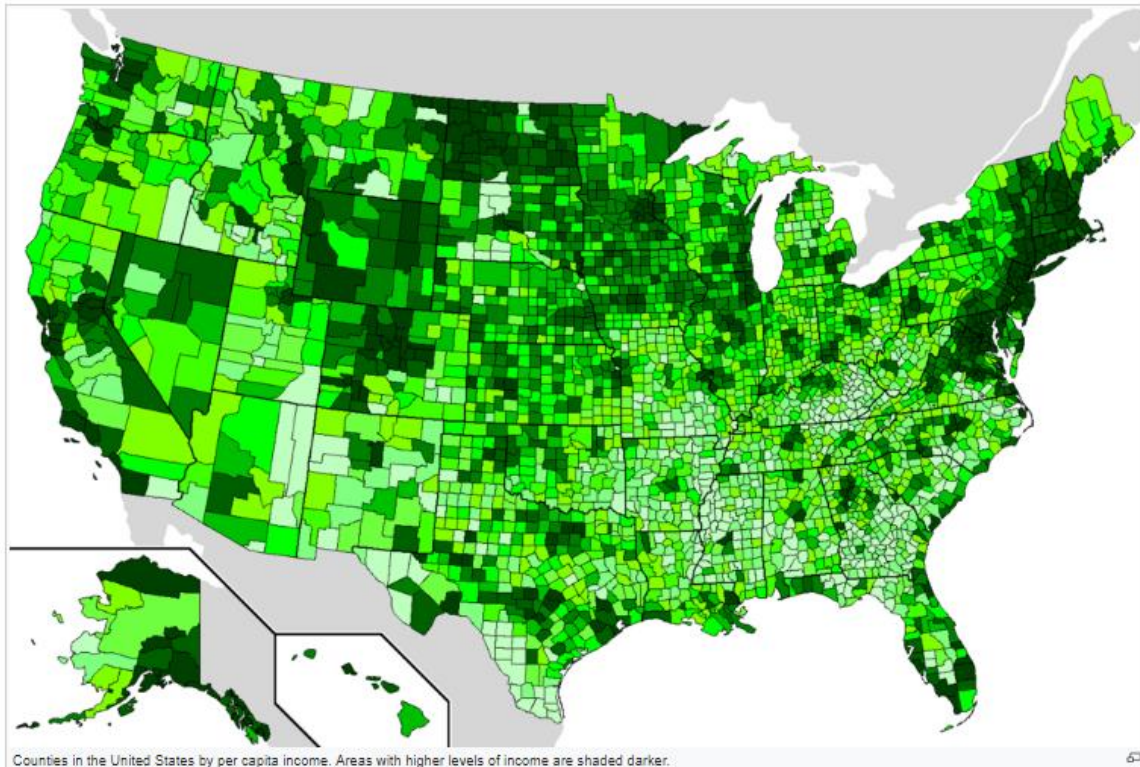 Counties in the United States by per capita income. Areas with higher levels of income are shaded darker.